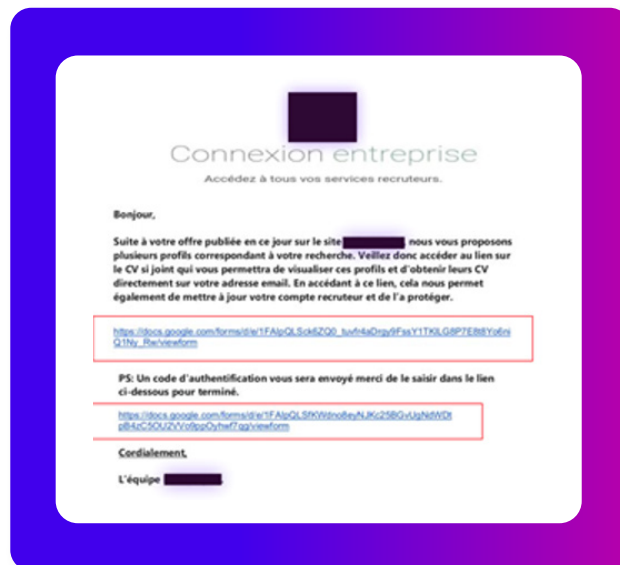 Connexion entreprise
Accédez à tous vos services recruteurs.
Bonjour,
Suite à votre offre publiée en ce jour sur le site nous vous proposons
plusieurs profils correspondant à votre recherche. Veillez donc accéder au lien sur
le CV si joint qui vous permettra de visualiser ces profils et d'obtenir leurs CV
directement sur votre adresse email. En accédant à ce lien, cela nous permet
également de mettre à jour votre compte recruteur et de l'a protéger.
PS: Un code d'authentification vous sera envoyé merci de le saisir dans le lien
ci-dessous pour terminé.
Cordialement,
L'équipe